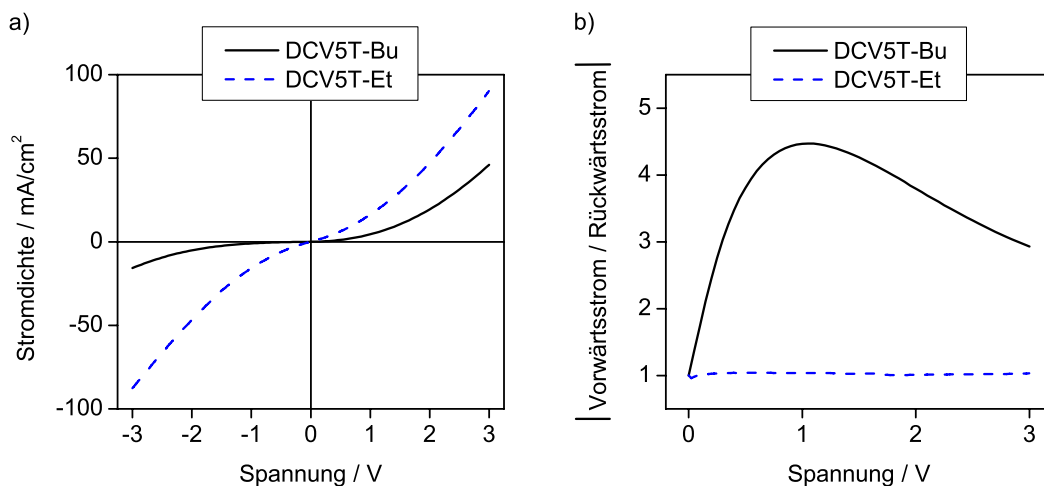 a)
DCV5T-Bu
DCV5T-Et
Stromdichte / mA/cm²
100
50
0
-50
-100
-3
-2
-1
0
1
2
3
Spannung / V
b)
DCV5T-Bu
DCV5T-Et
|Vorwärtsstrom / Rückwärtsstrom|
5
4
3
2
1
0
1
2
3
Spannung / V